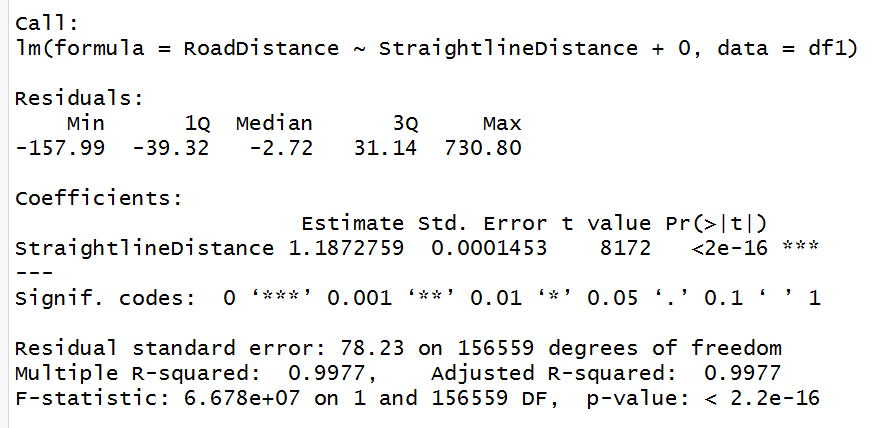 Call:
lm(formula = RoadDistance ~ StraightlineDistance + 0, data = df1)
Residuals:
Min 1Q Median 3Q Max
-157.99 -39.32 -2.72 31.14 730.80
Coefficients:
Estimate Std. Error t value Pr(>|t|)
StraightlineDistance 1.1872759 0.0001453 8172 <2e-16 ***
---
Signif. codes: 0 ‘***’ 0.001 ‘**’ 0.01 ‘*’ 0.05 ‘.’ 0.1 ‘ ’ 1
Residual standard error: 78.23 on 156559 degrees of freedom
Multiple R-squared: 0.9977, Adjusted R-squared: 0.9977
F-statistic: 6.678e+07 on 1 and 156559 DF, p-value: < 2.2e-16